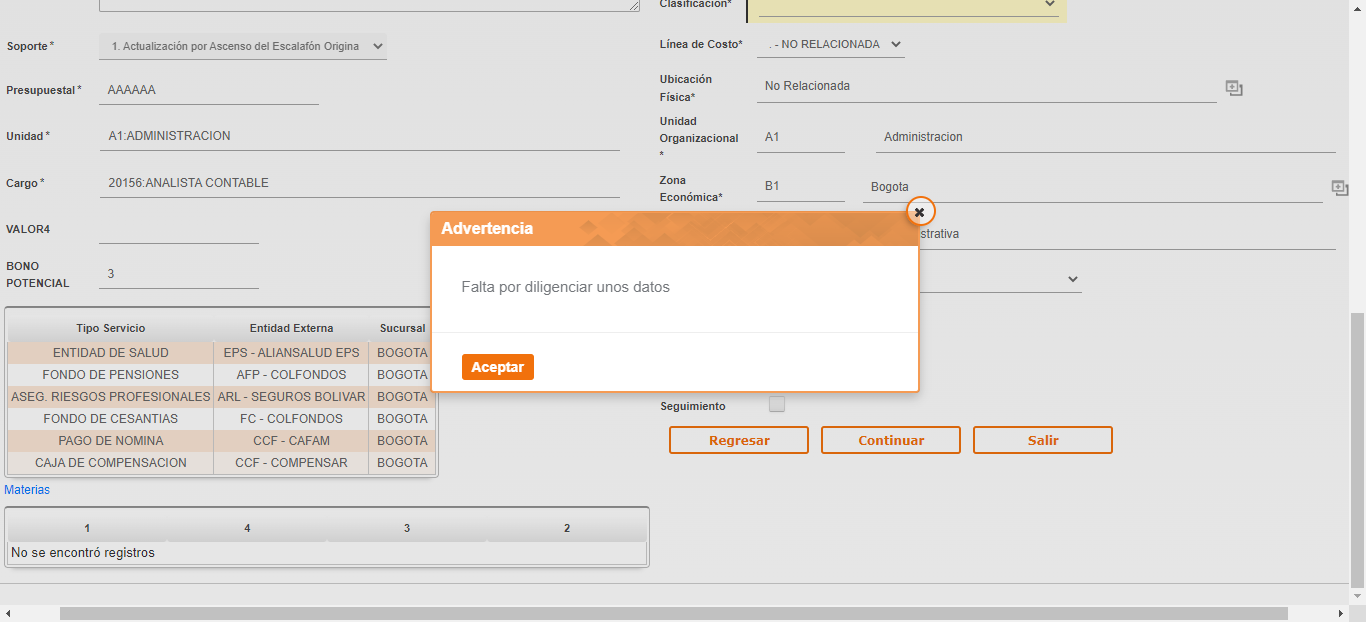 Clasificación*
Soporte*
1. Actualización por Ascenso del Escalafón Origina
Línea de Costo*
. - NO RELACIONADA
Presupuestal*
AAAAAA
Ubicación
Física*
No Relacionada
Unidad*
A1:ADMINISTRACION
Unidad
Organizacional
*
A1
Administracion
Cargo*
20156:ANALISTA CONTABLE
Zona
Económica*
B1
Bogota
VALOR4
strativa
BONO
POTENCIAL
3
Advertencia
Falta por diligenciar unos datos
Aceptar
Tipo Servicio Entidad Externa Sucursal
ENTIDAD DE SALUD EPS - ALIANSALUD EPS BOGOTA
FONDO DE PENSIONES AFP - COLFONDOS BOGOTA
ASEG. RIESGOS PROFESIONALES ARL - SEGUROS BOLIVAR BOGOTA
FONDO DE CESANTIAS FC - COLFONDOS BOGOTA
PAGO DE NOMINA CCF - CAFAM BOGOTA
CAJA DE COMPENSACION CCF - COMPENSAR BOGOTA
Seguimiento
Regresar Continuar Salir
Materias
1 4 3 2
No se encontró registros